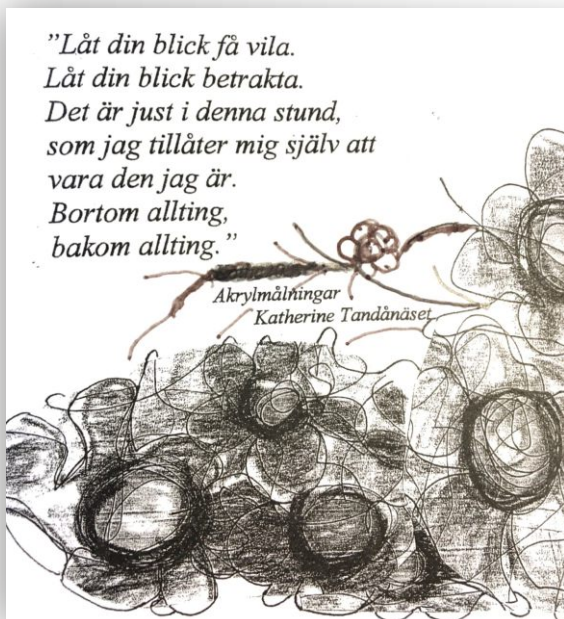 ”Låt din blick få vila.
Låt din blick betrakta.
Det är just i denna stund,
som jag tillåter mig själv att
vara den jag är.
Bortom allting,
bakom allting.”
Akrylmålningar
Katherine Tandånäset